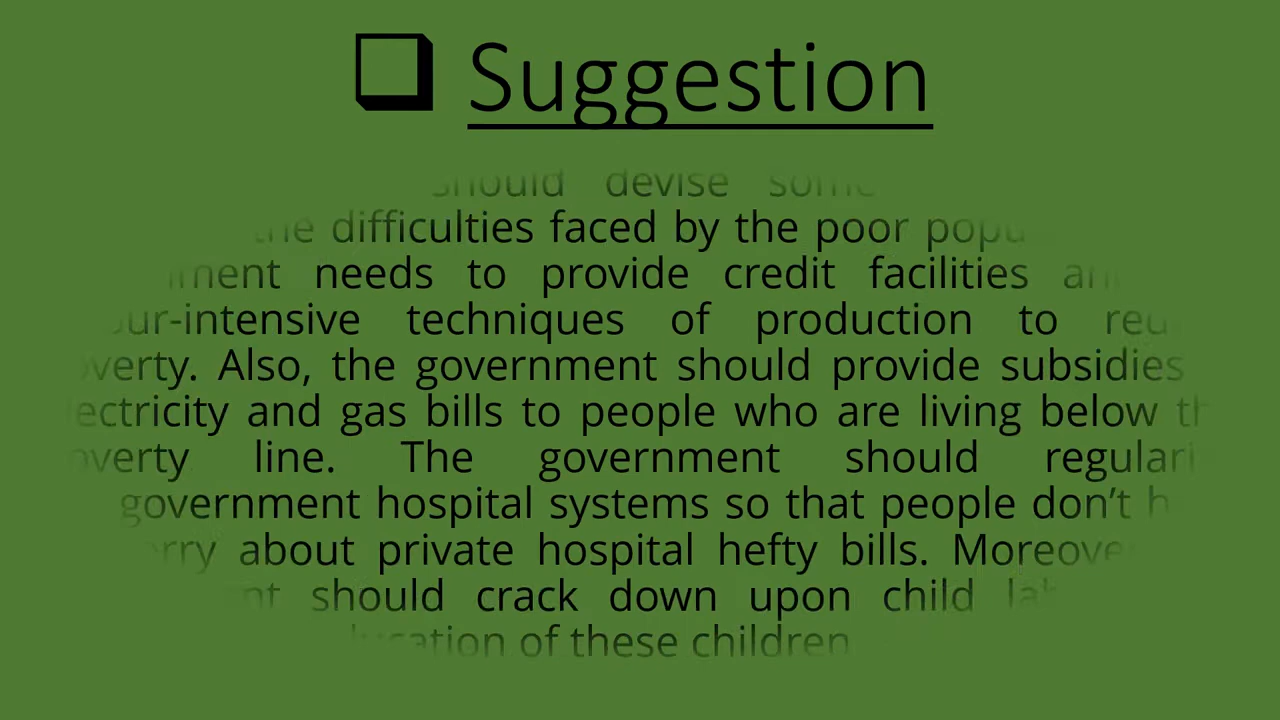 ❑ Suggestion
should devise
the difficulties faced by the poor
needs to provide credit facilities
techniques of production to
Also, the government should provide subsidies
and gas bills to people who are living below
line. The government should
government hospital systems so that people don’t
about private hospital hefty bills.
should crack down upon child
of these children